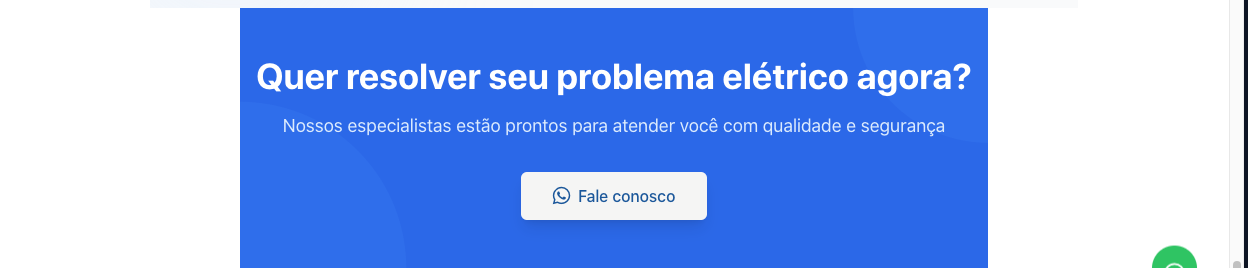 Quer resolver seu problema elétrico agora?
Nossos especialistas estão prontos para atender você com qualidade e segurança
Fale conosco